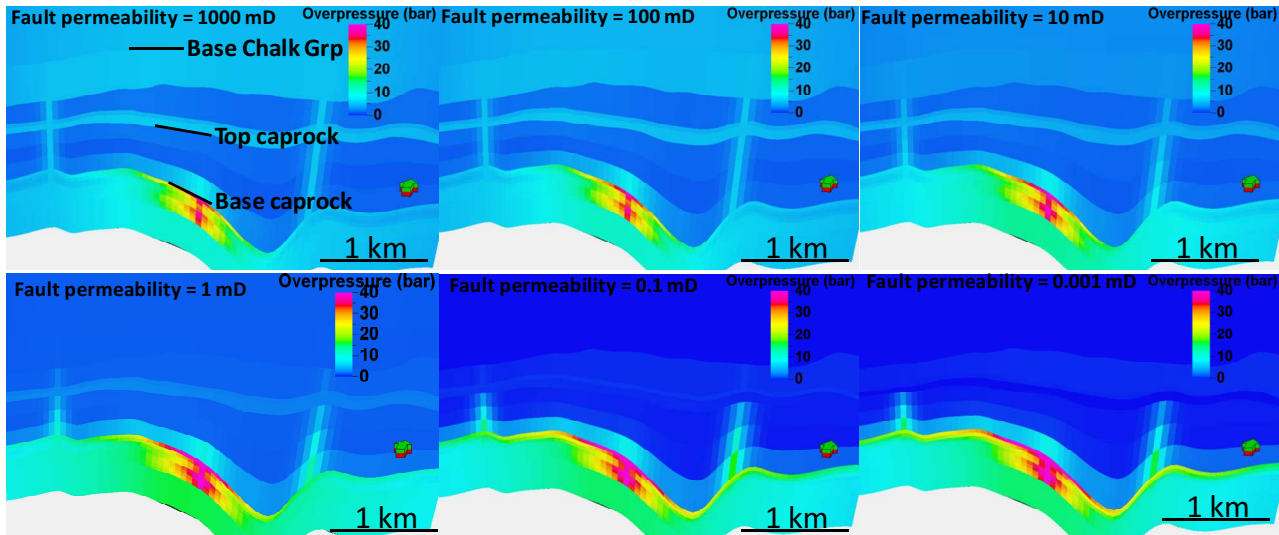 Fault permeability = 1000 mD
Overpressure (bar)
40
30
20
10
0
Base Chalk Grp
Top caprock
Base caprock
1 km
Fault permeability = 100 mD
Overpressure (bar)
40
30
20
10
0
1 km
Fault permeability = 10 mD
Overpressure (bar)
40
30
20
10
0
1 km
Fault permeability = 1 mD
Overpressure (bar)
40
30
20
10
0
1 km
Fault permeability = 0.1 mD
Overpressure (bar)
40
30
20
10
0
1 km
Fault permeability = 0.001 mD
Overpressure (bar)
40
30
20
10
0
1 km